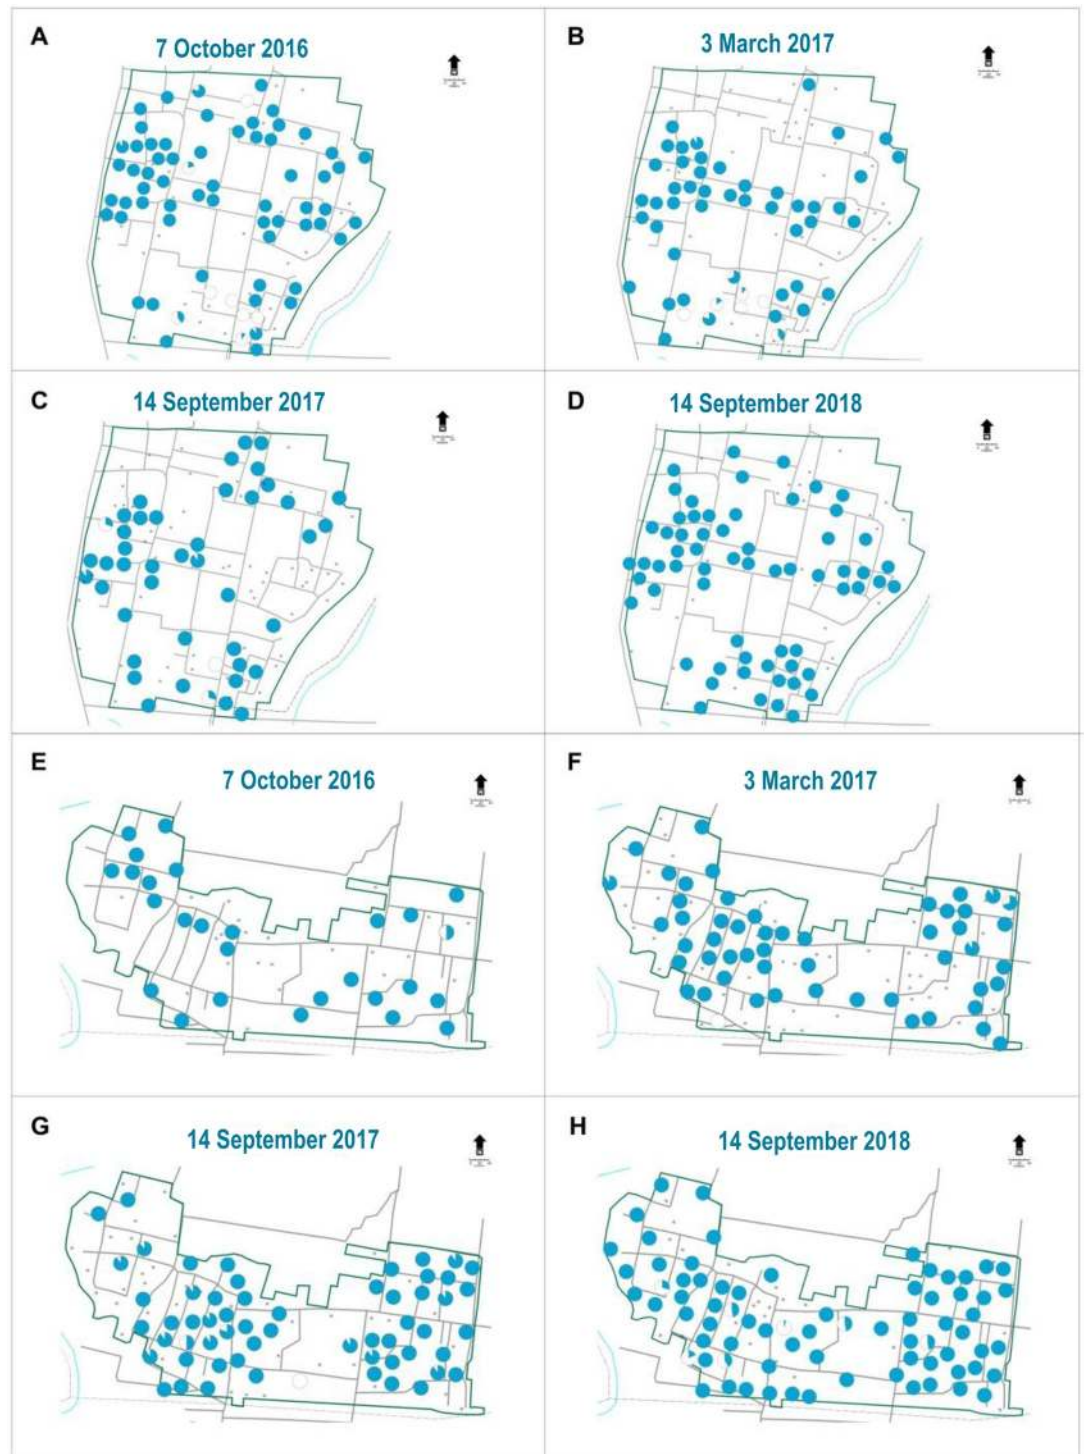 A
7 October 2016
B
3 March 2017
C
14 September 2017
D
14 September 2018
E
7 October 2016
F
3 March 2017
G
14 September 2017
H
14 September 2018